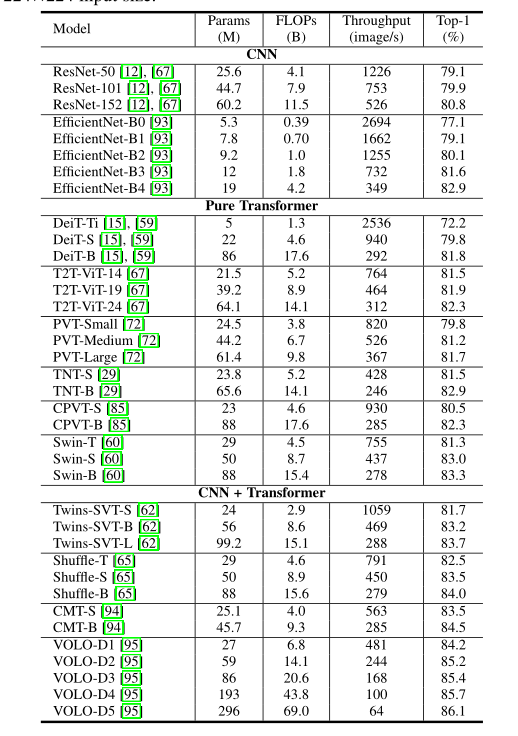 Model Params FLOPs Throughput Top-1
(M) (B) (image/s) (%)
CNN
ResNet-50 [12], [67] 25.6 4.1 1226 79.1
ResNet-101 [12], [67] 44.7 7.9 753 79.9
ResNet-152 [12], [67] 60.2 11.5 526 80.8
EfficientNet-B0 [93] 5.3 0.39 2694 77.1
EfficientNet-B1 [93] 7.8 0.70 1662 79.1
EfficientNet-B2 [93] 9.2 1.0 1255 80.1
EfficientNet-B3 [93] 12 1.8 732 81.6
EfficientNet-B4 [93] 19 4.2 349 82.9
Pure Transformer
DeiT-Ti [15], [59] 5 1.3 2536 72.2
DeiT-S [15], [59] 22 4.6 940 79.8
DeiT-B [15], [59] 86 17.6 292 81.8
T2T-ViT-14 [67] 21.5 5.2 764 81.5
T2T-ViT-19 [67] 39.2 8.9 464 81.9
T2T-ViT-24 [67] 64.1 14.1 312 82.3
PVT-Small [72] 24.5 3.8 820 79.8
PVT-Medium [72] 44.2 6.7 526 81.2
PVT-Large [72] 61.4 9.8 367 81.7
TNT-S [29] 23.8 5.2 428 81.5
TNT-B [29] 65.6 14.1 246 82.9
CPVT-S [85] 23 4.6 930 80.5
CPVT-B [85] 88 17.6 285 82.3
Swin-T [60] 29 4.5 755 81.3
Swin-S [60] 50 8.7 437 83.0
Swin-B [60] 88 15.4 278 83.3
CNN + Transformer
Twins-SVT-S [62] 24 2.9 1059 81.7
Twins-SVT-B [62] 56 8.6 469 83.2
Twins-SVT-L [62] 99.2 15.1 288 83.7
Shuffle-T [65] 29 4.6 791 82.5
Shuffle-S [65] 50 8.9 450 83.5
Shuffle-B [65] 88 15.6 279 84.0
CMT-S [94] 25.1 4.0 563 83.5
CMT-B [94] 45.7 9.3 285 84.5
VOLO-D1 [95] 27 6.8 481 84.2
VOLO-D2 [95] 59 14.1 244 85.2
VOLO-D3 [95] 86 20.6 168 85.4
VOLO-D4 [95] 193 43.8 100 85.7
VOLO-D5 [95] 296 69.0 64 86.1